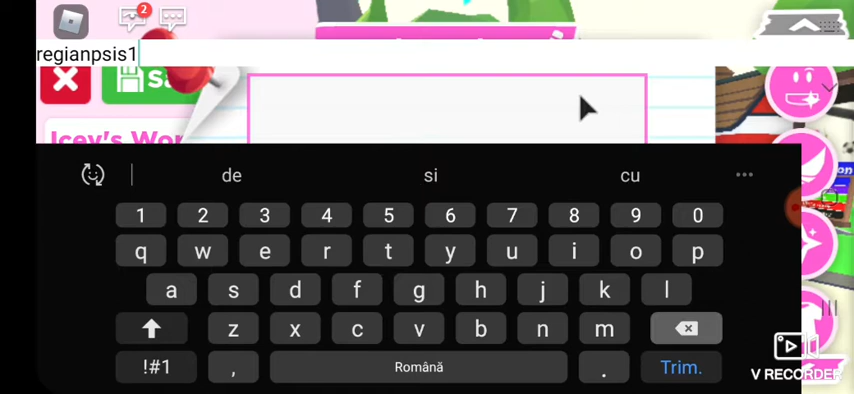 2
regianpsis1
Sa
Icey's Wor
de si cu
1 2 3 4 5 6 7 8 9 0
q w e r t y u i o p
a s d f g h j k l
z x c v b n m
!#1 , Română . Trim.
V RECORDER